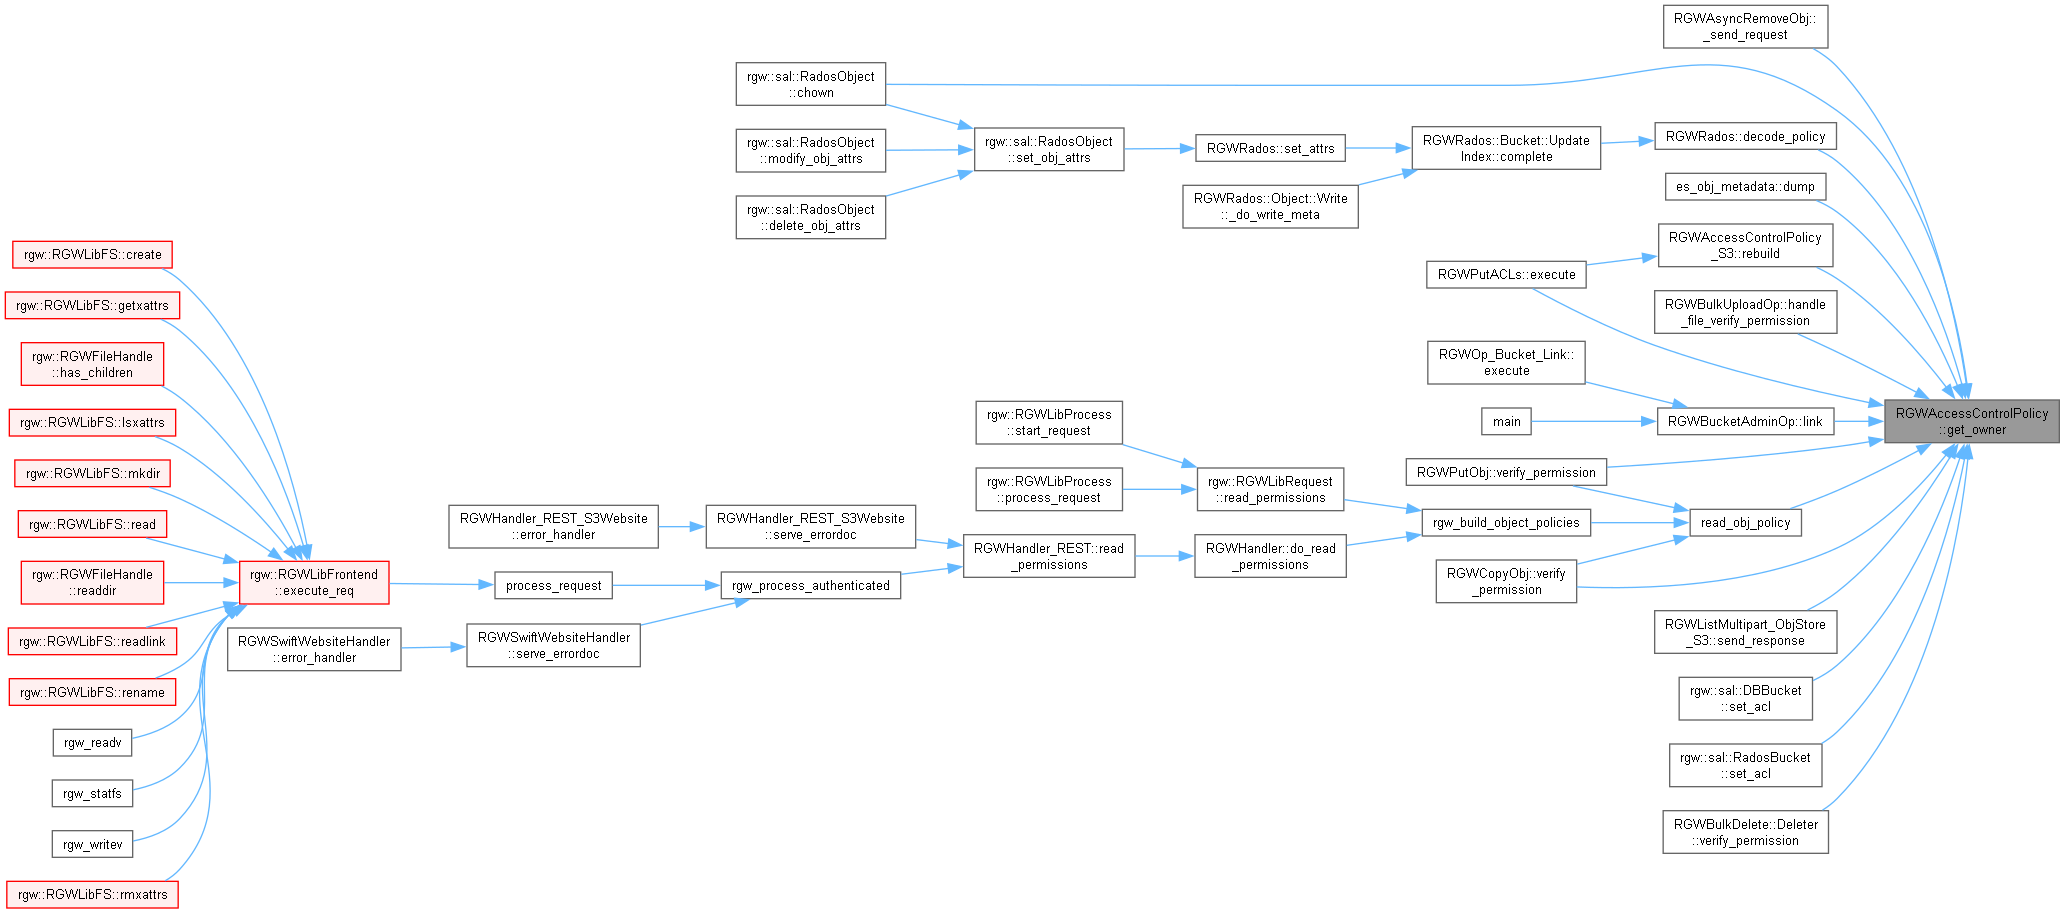 RGWAsyncRemoveObj::
_send_request
rgw::sal::RadosObject
::chown
rgw::sal::RadosObject
::modify_obj_attrs
rgw::sal::RadosObject
::delete_obj_attrs
rgw::sal::RadosObject
::set_obj_attrs
RGWRados::set_attrs
RGWRados::Object::Write
::_do_write_meta
RGWRados::Bucket::Update
Index::complete
RGWRados::decode_policy
es_obj_metadata::dump
RGWAccessControlPolicy
_S3::rebuild
RGWPutACLs::execute
RGWBulkUploadOp::handle
_file_verify_permission
RGWOp_Bucket_Link::
execute
main
RGWBucketAdminOp::link
RGWAccessControlPolicy
::get_owner
RGWPutObj::verify_permission
read_obj_policy
rgw_build_object_policies
RGWCopyObj::verify
_permission
rgw::RGWLibProcess
::start_request
rgw::RGWLibProcess
::process_request
rgw::RGWLibRequest
::read_permissions
RGWHandler::do_read
_permissions
RGWHandler_REST::read
_permissions
RGWHandler_REST_S3Website
::serve_errordoc
RGWHandler_REST_S3Website
::error_handler
rgw_process_authenticated
process_request
RGWSwiftWebsiteHandler
::serve_errordoc
RGWSwiftWebsiteHandler
::error_handler
rgw::RGWLibFrontend
::execute_req
rgw::RGWLibFS::create
rgw::RGWLibFS::getxattrs
rgw::RGWFileHandle
::has_children
rgw::RGWLibFS::lsxattrs
rgw::RGWLibFS::mkdir
rgw::RGWLibFS::read
rgw::RGWFileHandle
::readdir
rgw::RGWLibFS::readlink
rgw::RGWLibFS::rename
rgw_readv
rgw_statfs
rgw_writev
rgw::RGWLibFS::rmxattrs
RGWListMultipart_ObjStore
_S3::send_response
rgw::sal::DBBucket
::set_acl
rgw::sal::RadosBucket
::set_acl
RGWBulkDelete::Deleter
::verify_permission